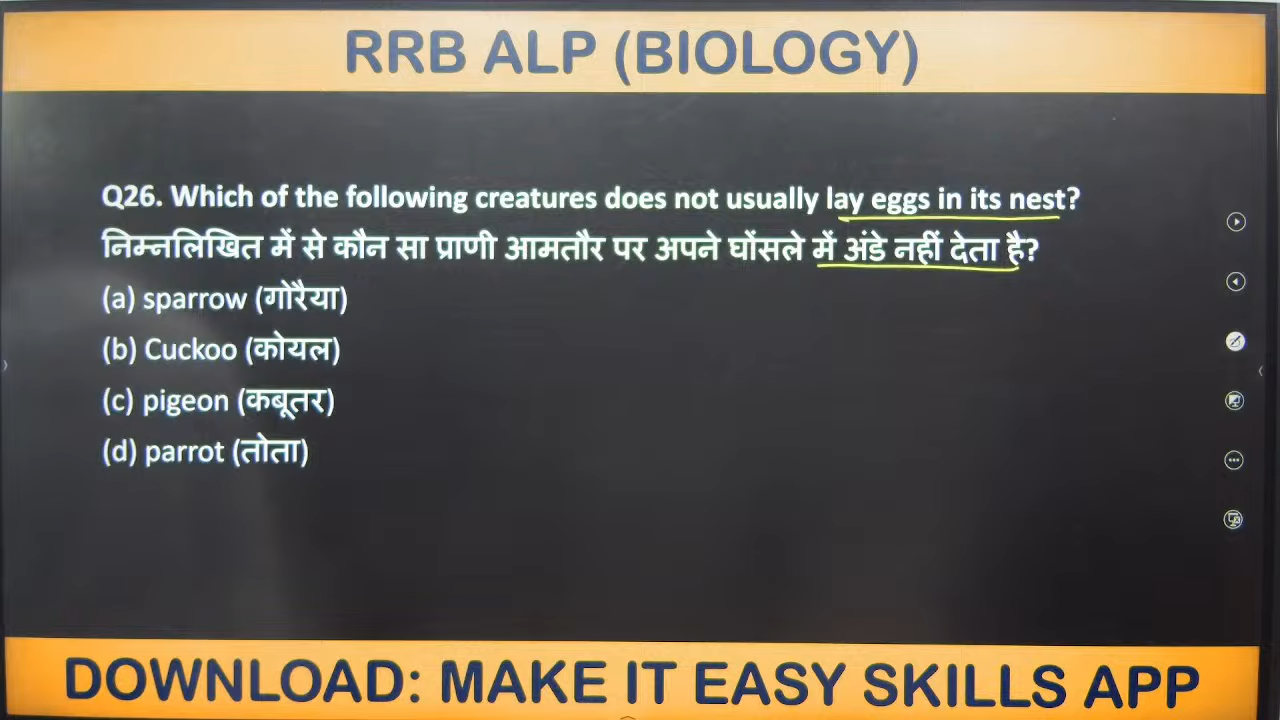 RRB ALP (BIOLOGY)
Q26. Which of the following creatures does not usually lay eggs in its nest?
निम्नलिखित में से कौन सा प्राणी आमतौर पर अपने घोंसले में अंडे नहीं देता है?
(a) sparrow (गोरैया)
(b) Cuckoo (कोयल)
(c) pigeon (कबूतर)
(d) parrot (तोता)
DOWNLOAD: MAKE IT EASY SKILLS APP